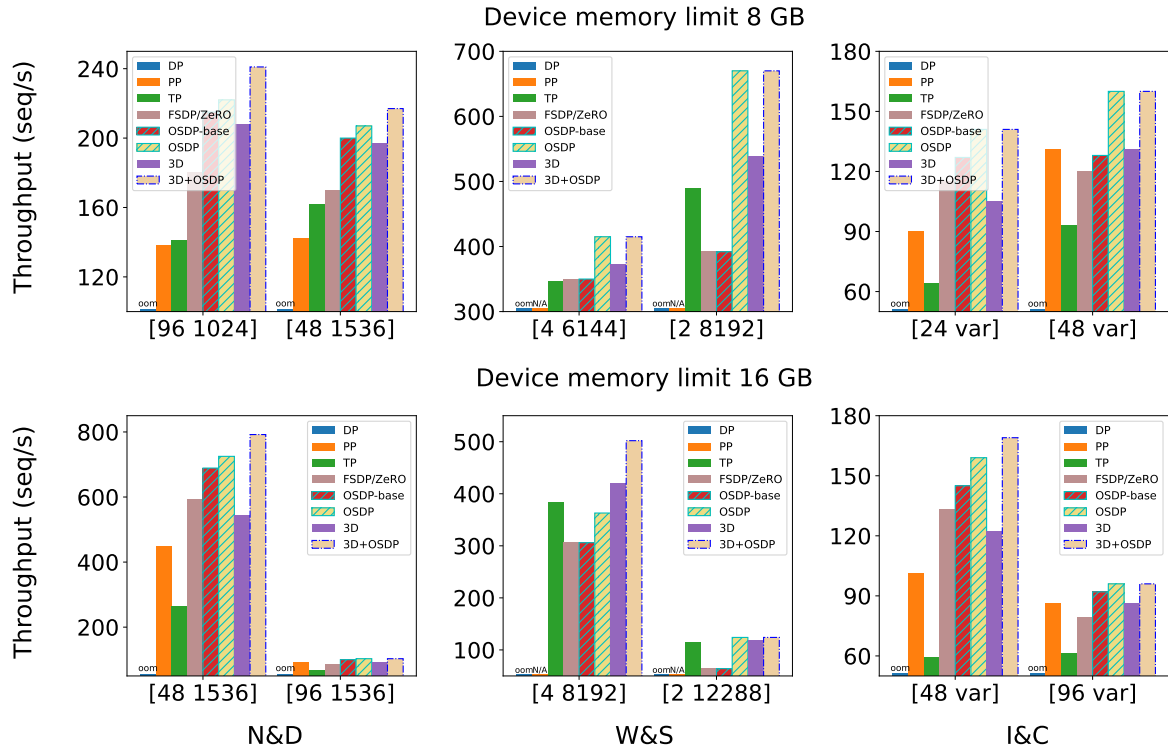 Device memory limit 8 GB
Throughput (seq/s)
240
200
160
120
DP
PP
TP
FSDP/ZeRO
OSDP-base
OSDP
3D
3D+OSDP
oom
oom
[96 1024]
[48 1536]
700
600
500
400
300
DP
PP
TP
FSDP/ZeRO
OSDP-base
OSDP
3D
3D+OSDP
oom N/A
oom N/A
[4 6144]
[2 8192]
180
150
120
90
60
DP
PP
TP
FSDP/ZeRO
OSDP-base
OSDP
3D
3D+OSDP
oom
oom
[24 var]
[48 var]
Device memory limit 16 GB
Throughput (seq/s)
800
600
400
200
DP
PP
TP
FSDP/ZeRO
OSDP-base
OSDP
3D
3D+OSDP
oom
oom
[48 1536]
[96 1536]
N&D
500
400
300
200
100
DP
PP
TP
FSDP/ZeRO
OSDP-base
OSDP
3D
3D+OSDP
oom N/A
oom N/A
[4 8192]
[2 12288]
W&S
180
150
120
90
60
DP
PP
TP
FSDP/ZeRO
OSDP-base
OSDP
3D
3D+OSDP
oom
oom
[48 var]
[96 var]
I&C